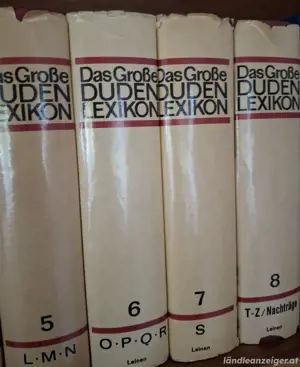 Das Große
DUDEN
LEXIKON
5
L·M·N
Das Große
DUDEN
LEXIKON
6
O·P·Q·R
Leinen
Das Große
DUDEN
LEXIKON
7
S
Leinen
Das Große
DUDEN
LEXIKON
8
T-Z/Nachträge
Leinen
ländleanzeiger.at